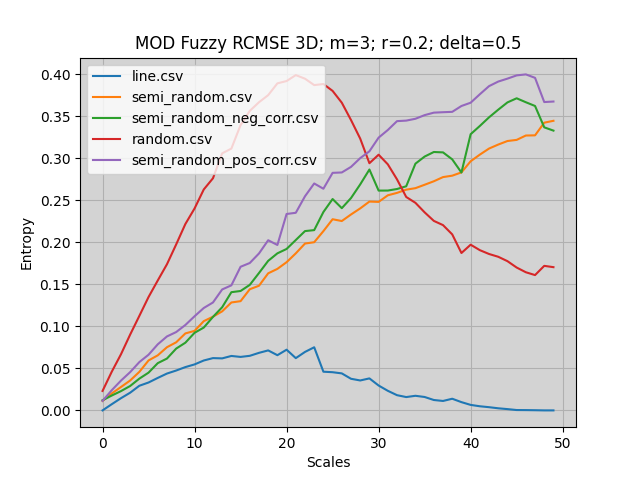 MOD Fuzzy RCMSE 3D; m=3; r=0.2; delta=0.5
line.csv
semi_random.csv
semi_random_neg_corr.csv
random.csv
semi_random_pos_corr.csv
Entropy
0.40
0.35
0.30
0.25
0.20
0.15
0.10
0.05
0.00
0 10 20 30 40 50
Scales